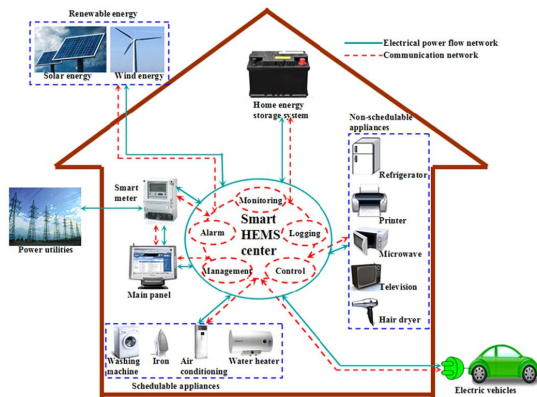 Renewable energy
Solar energy
Wind energy
Electrical power flow network
Communication network
Home energy
storage system
Non-schedulable
appliances
Refrigerator
Printer
Microwave
Television
Hair dryer
Smart
meter
Power utilities
Main panel
Monitoring
Alarm
Smart
HEMS
center
Logging
Management
Control
Washing
machine
Iron
Air
conditioning
Water heater
Schedulable appliances
Electric vehicles